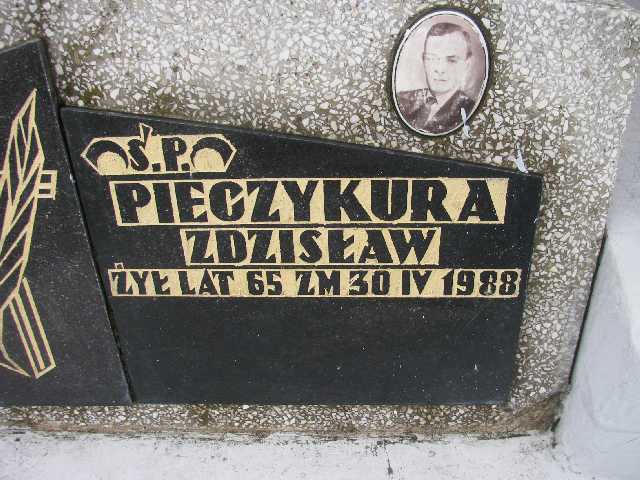 Ś.P.
PIECZYKURA
ZDZISŁAW
ŻYŁ LAT 65 ZM 30 IV 1988